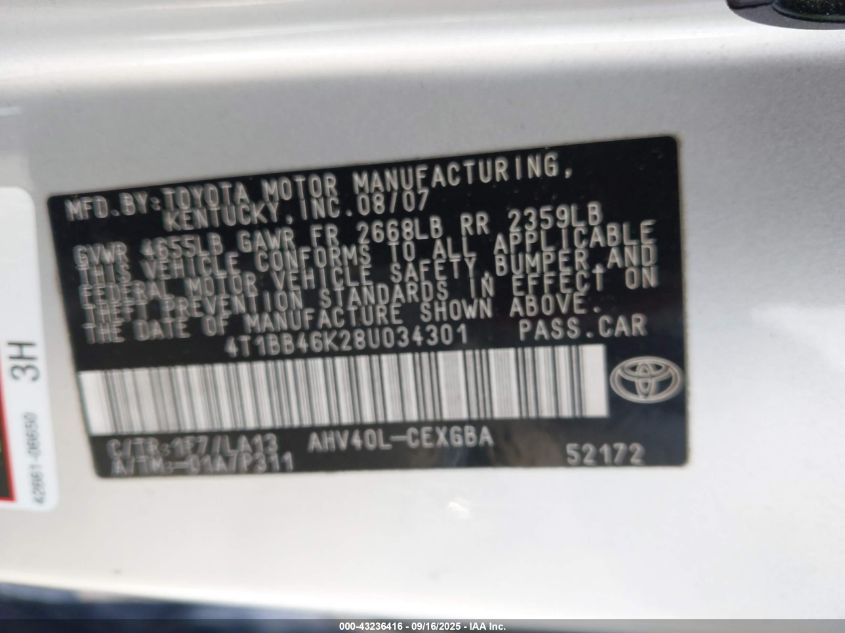 MFD.BY:TOYOTA MOTOR MANUFACTURING,
KENTUCKY,INC.08/07
GVWR 4655LB GAWR FR 2668LB RR 2359LB
THIS VEHICLE CONFORMS TO ALL APPLICABLE
FEDERAL MOTOR VEHICLE SAFETY,BUMPER,AND
THEFT PREVENTION STANDARDS IN EFFECT ON
THE DATE OF MANUFACTURE SHOWN ABOVE.
4T1BB46K28U034301 PASS.CAR
C/TR:1F7/LA13 AHV40L-CEXGBA
A/TM:-01A/P311 52172
3H
42661-06650
000-43236416 - 09/16/2025 - IAA Inc.